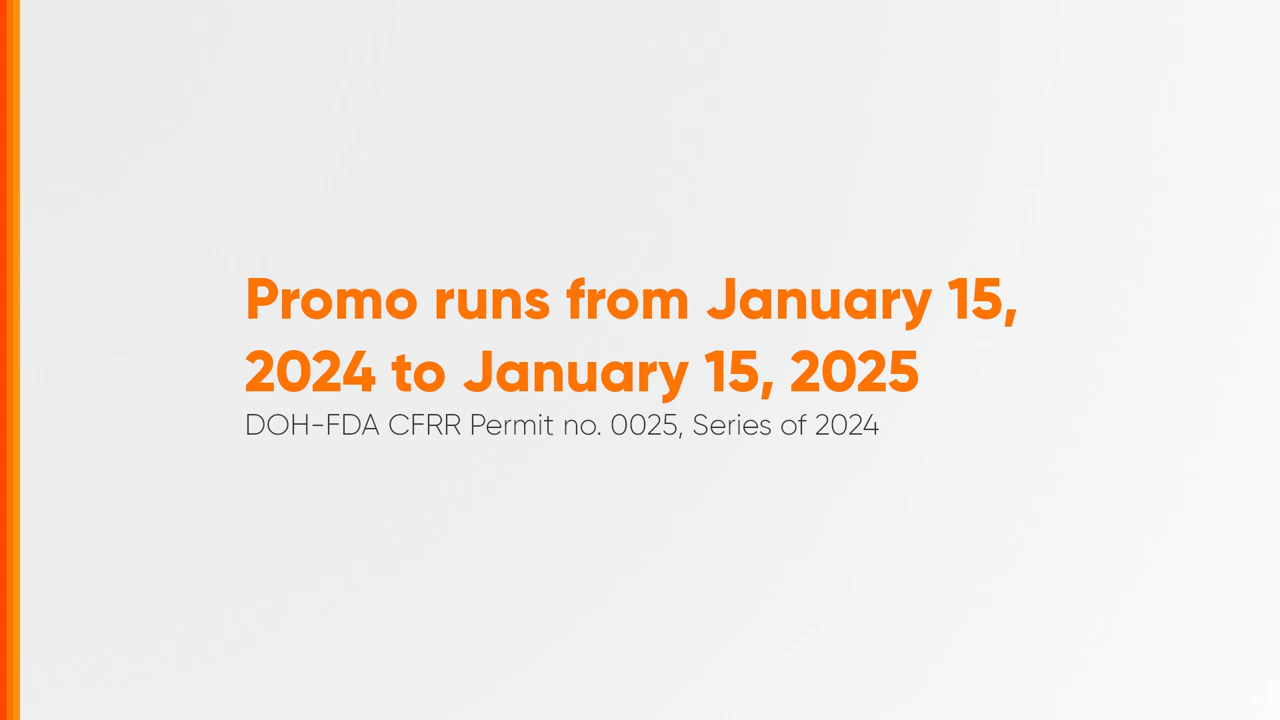 Promo runs from January 15,
2024 to January 15, 2025
DOH-FDA CFRR Permit no. 0025, Series of 2024